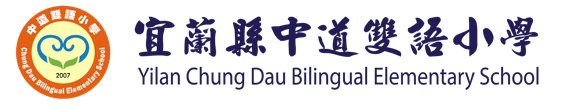 中道雙語小學
2007
Chung Dau Bilingual Elementary School
宜蘭縣中道雙語小學
Yilan Chung Dau Bilingual Elementary School